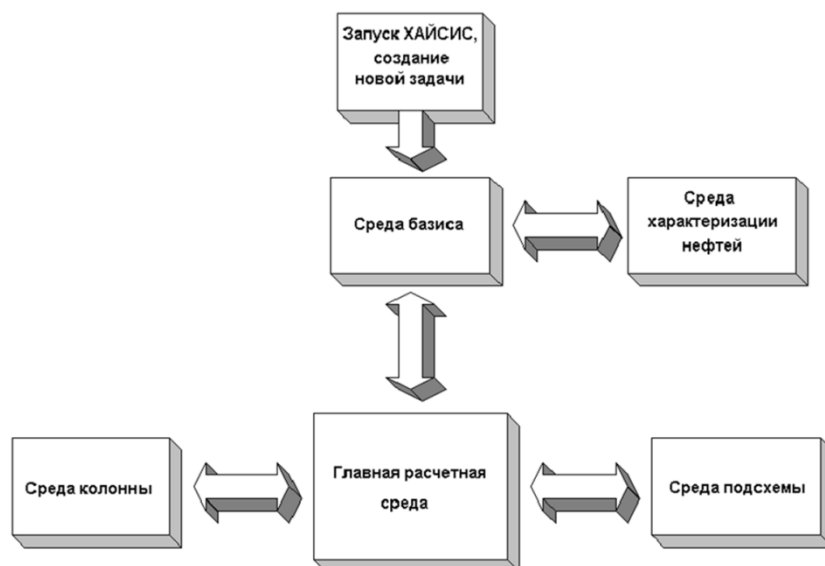 Запуск ХАЙСИС,
создание
новой задачи
Среда базиса
Среда
характеризации
нефтей
Среда колонны
Главная расчетная
среда
Среда подсхемы